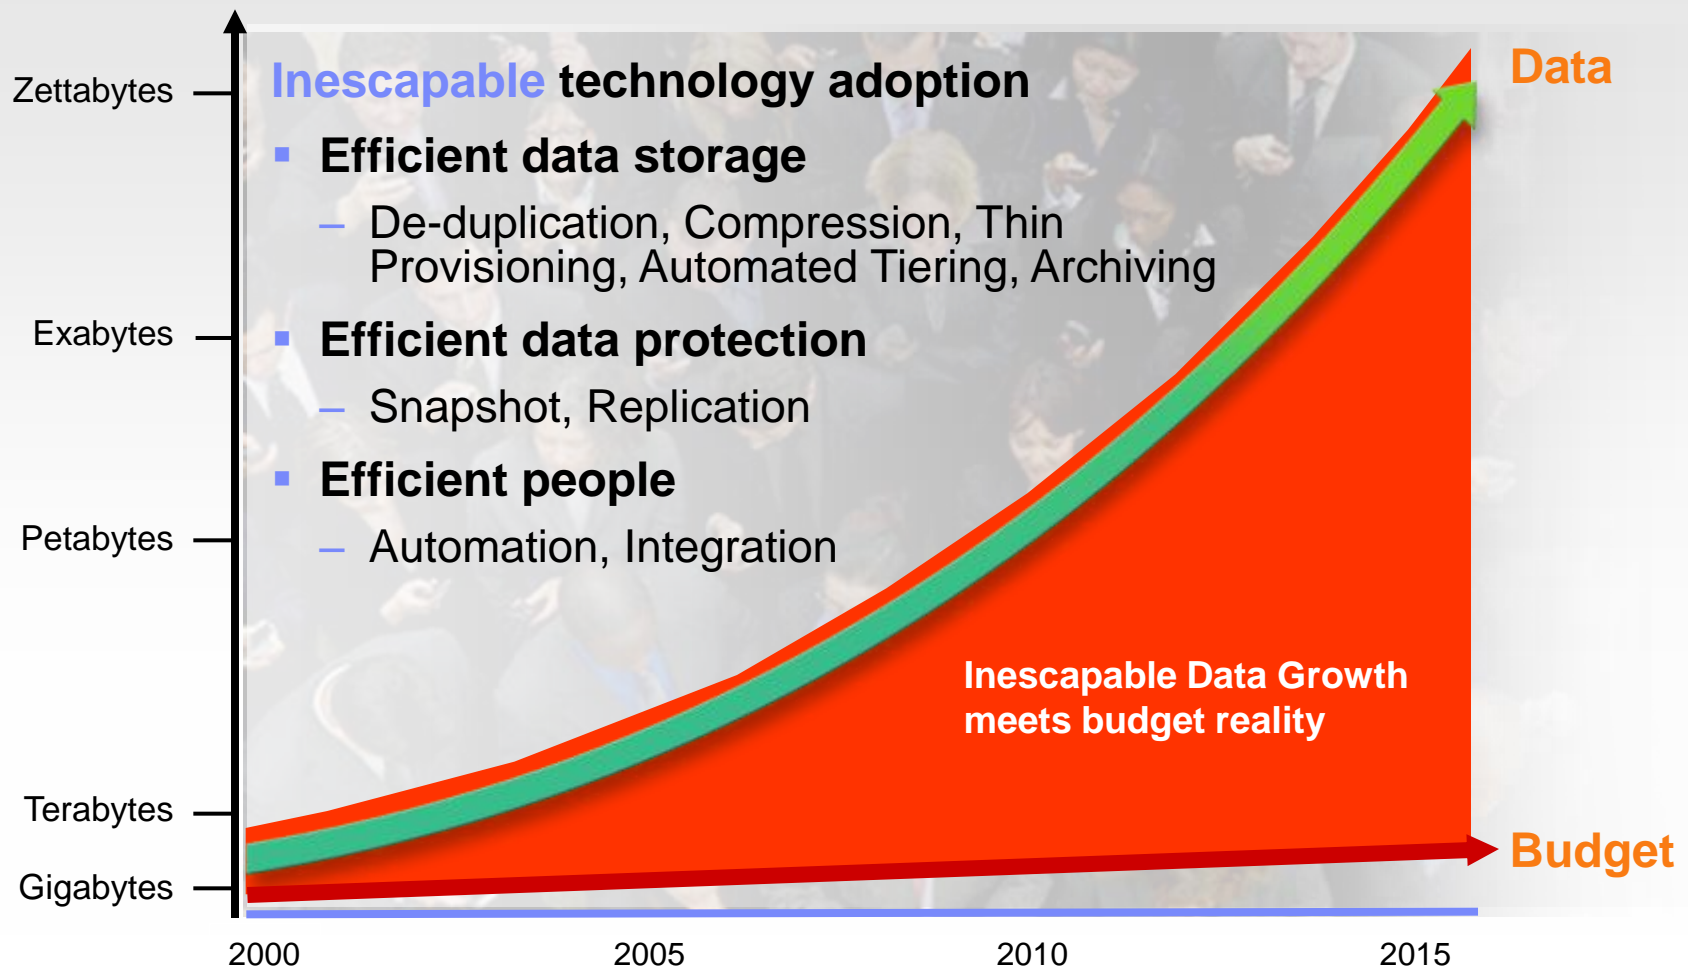 Zettabytes
Exabytes
Petabytes
Terabytes
Gigabytes
Inescapable technology adoption
▪ Efficient data storage
– De-duplication, Compression, Thin
Provisioning, Automated Tiering, Archiving
▪ Efficient data protection
– Snapshot, Replication
▪ Efficient people
– Automation, Integration
Data
Inescapable Data Growth
meets budget reality
Budget
2000 2005 2010 2015